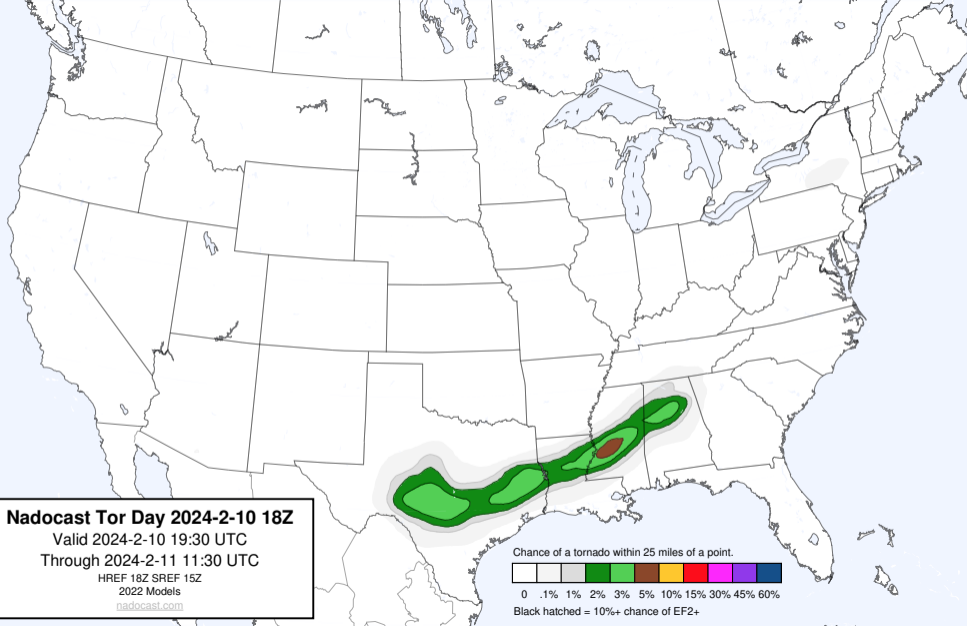 Nadocast Tor Day 2024-2-10 18Z
Valid 2024-2-10 19:30 UTC
Through 2024-2-11 11:30 UTC
HREF 18Z SREF 15Z
2022 Models
nadocast.com
Chance of a tornado within 25 miles of a point.
0 .1% 1% 2% 3% 5% 10% 15% 30% 45% 60%
Black hatched = 10%+ chance of EF2+